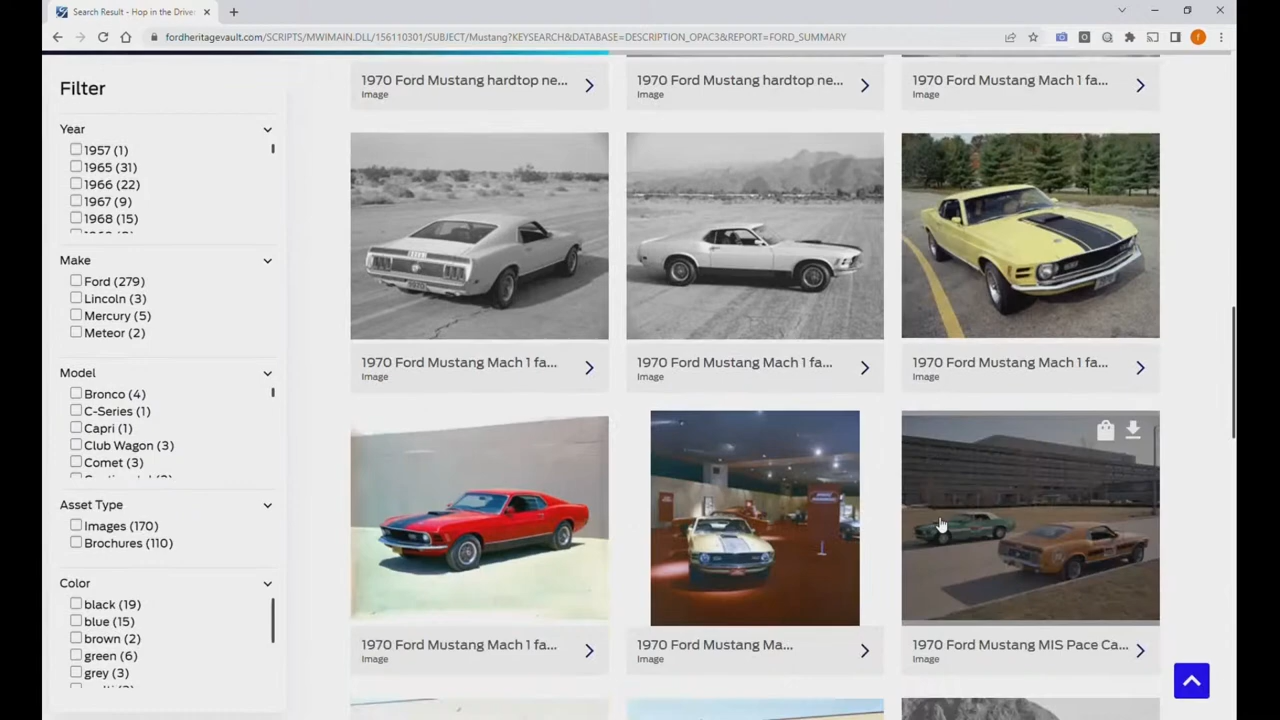 Search Result - Hop in the Drive
fordheritagevault.com/SCRIPTS/MWIMAIN.DLL/156110301/SUBJECT/Mustang?KEYSEARCH&DATABASE=DESCRIPTION_OPAC3&REPORT=FORD_SUMMARY
f
Filter
Year
1957 (1)
1965 (31)
1966 (22)
1967 (9)
1968 (15)
Make
Ford (279)
Lincoln (3)
Mercury (5)
Meteor (2)
Model
Bronco (4)
C-Series (1)
Capri (1)
Club Wagon (3)
Comet (3)
Asset Type
Images (170)
Brochures (110)
Color
black (19)
blue (15)
brown (2)
green (6)
grey (3)
1970 Ford Mustang hardtop ne...
Image
1970 Ford Mustang hardtop ne...
Image
1970 Ford Mustang Mach 1 fa...
Image
1970 Ford Mustang Mach 1 fa...
Image
1970 Ford Mustang Mach 1 fa...
Image
1970 Ford Mustang Mach 1 fa...
Image
1970 Ford Mustang Mach 1 fa...
Image
1970 Ford Mustang Ma...
Image
1970 Ford Mustang MIS Pace Ca...
Image